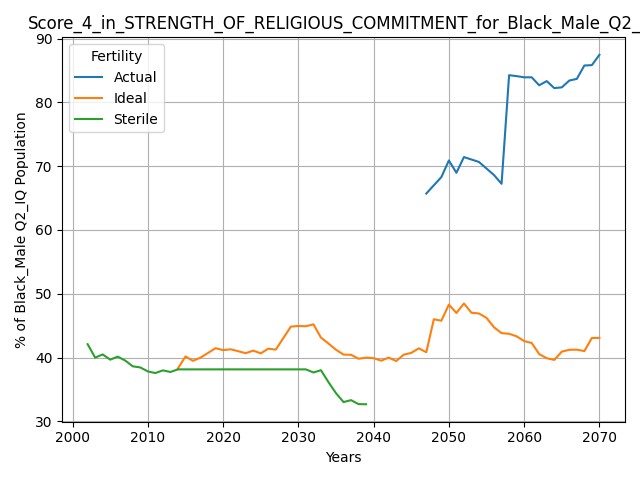 Score_4_in_STRENGTH_OF_RELIGIOUS_COMMITMENT_for_Black_Male_Q2_
Fertility
Actual
Ideal
Sterile
% of Black_Male Q2_IQ Population
90
80
70
60
50
40
30
2000 2010 2020 2030 2040 2050 2060 2070
Years